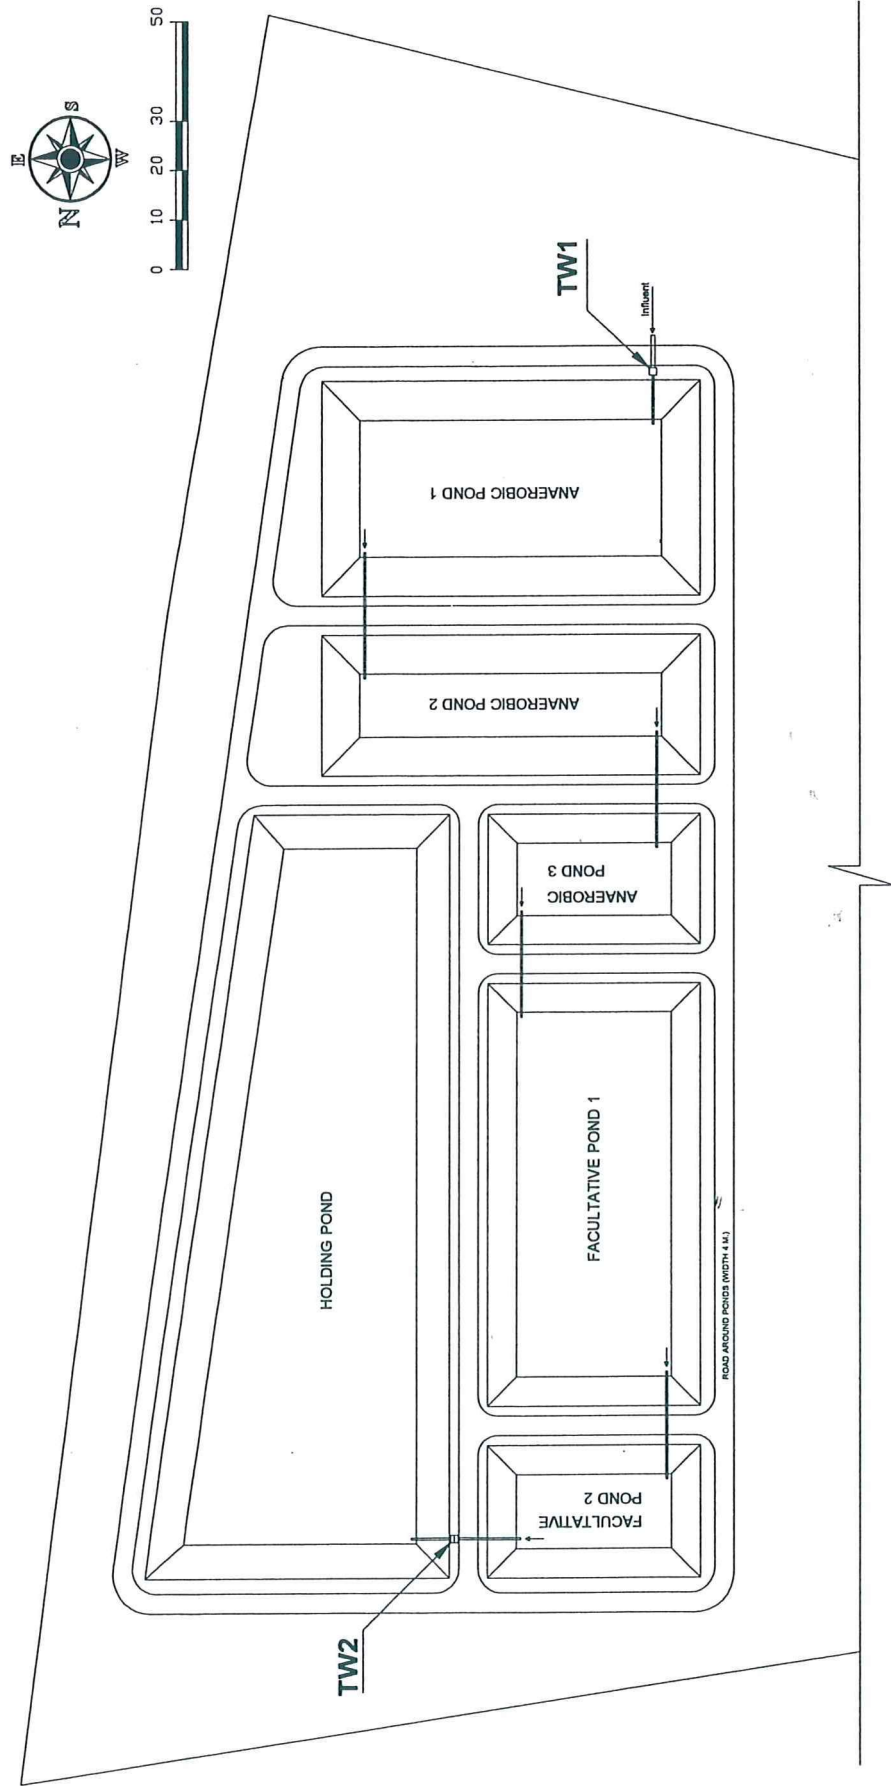 E
N
S
W
0 10 20 30 50
TW1
Influent
ANAEROBIC POND 1
ANAEROBIC POND 2
ANAEROBIC
POND 3
HOLDING POND
FACULTATIVE POND 1
ROAD AROUND PONDS (WIDTH 4 M.)
FACULTATIVE
POND 2
TW2